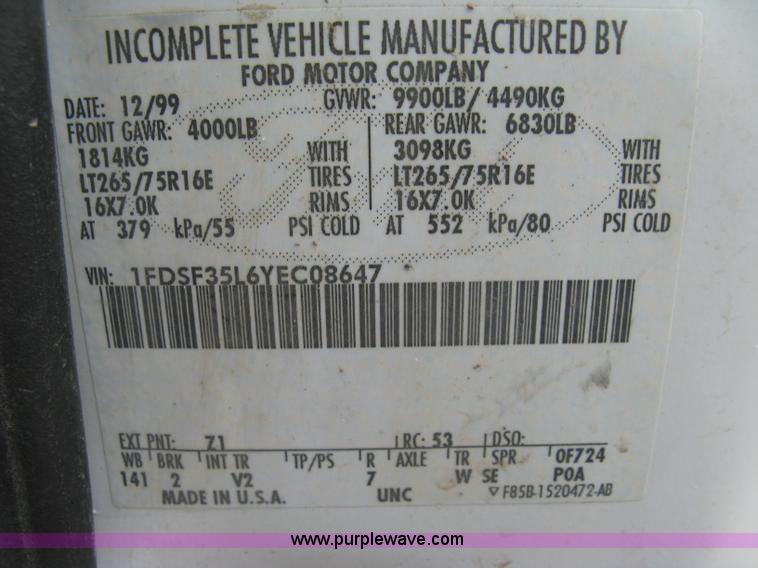 INCOMPLETE VEHICLE MANUFACTURED BY
FORD MOTOR COMPANY
DATE: 12/99 GVWR: 9900LB/ 4490KG
FRONT GAWR: 4000LB REAR GAWR: 6830LB
1814KG WITH 3098KG WITH
LT265/75R16E TIRES LT265/75R16E TIRES
16X7.0K RIMS 16X7.0K RIMS
AT 379 kPa/55 PSI COLD AT 552 kPa/80 PSI COLD
VIN: 1FDSF35L6YEC08647
EXT PNT: Z1 RC: 53 DSO:
WB BRK INT TR TP/PS R AXLE TR SPR 0F724
141 2 V2 7 W SE POA
MADE IN U.S.A. UNC F85B-1520472-AB
www.purplewave.com